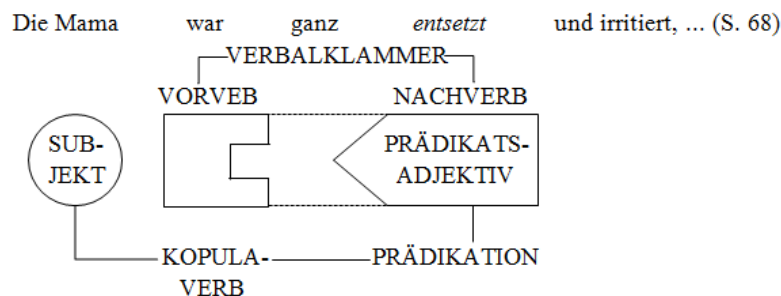 Die Mama war ganz entsetzt und irritiert, ... (S. 68)
VERBALKLAMMER
VORVEB NACHVERB
SUB-
JEKT
PRÄDIKATS-
ADJEKTIV
KOPULA-
VERB
PRÄDIKATION